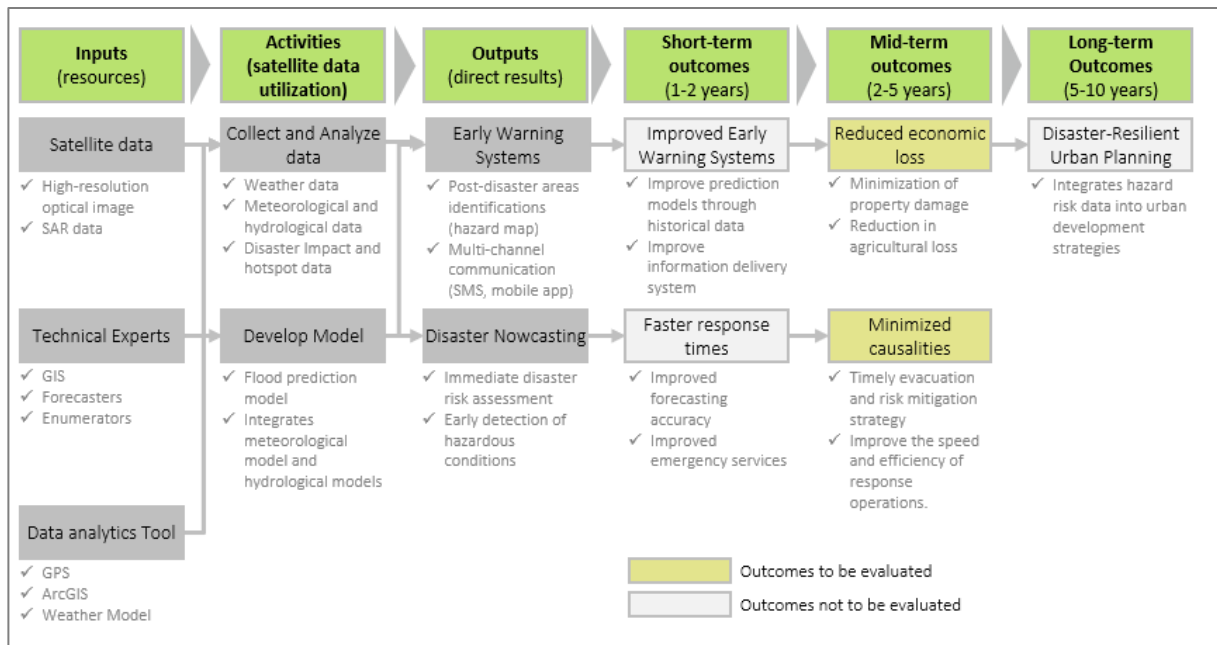 Inputs
(resources)
Activities
(satellite data
utilization)
Outputs
(direct results)
Short-term
outcomes
(1-2 years)
Mid-term
outcomes
(2-5 years)
Long-term
Outcomes
(5-10 years)
Satellite data
✓ High-resolution
optical image
✓ SAR data
Collect and Analyze
data
✓ Weather data
✓ Meteorological and
hydrological data
✓ Disaster Impact and
hotspot data
Early Warning
Systems
✓ Post-disaster areas
identifications
(hazard map)
✓ Multi-channel
communication
(SMS, mobile app)
Improved Early
Warning Systems
✓ Improve prediction
models through
historical data
✓ Improve
information delivery
system
Reduced economic
loss
✓ Minimization of
property damage
✓ Reduction in
agricultural loss
Disaster-Resilient
Urban Planning
✓ Integrates hazard
risk data into urban
development
strategies
Technical Experts
✓ GIS
✓ Forecasters
✓ Enumerators
Develop Model
✓ Flood prediction
model
✓ Integrates
meteorological
model and
hydrological models
Disaster Nowcasting
✓ Immediate disaster
risk assessment
✓ Early detection of
hazardous
conditions
Faster response
times
✓ Improved
forecasting
accuracy
✓ Improved
emergency services
Minimized
causalities
✓ Timely evacuation
and risk mitigation
strategy
✓ Improve the speed
and efficiency of
response
operations.
Data analytics Tool
✓ GPS
✓ ArcGIS
✓ Weather Model
Outcomes to be evaluated
Outcomes not to be evaluated